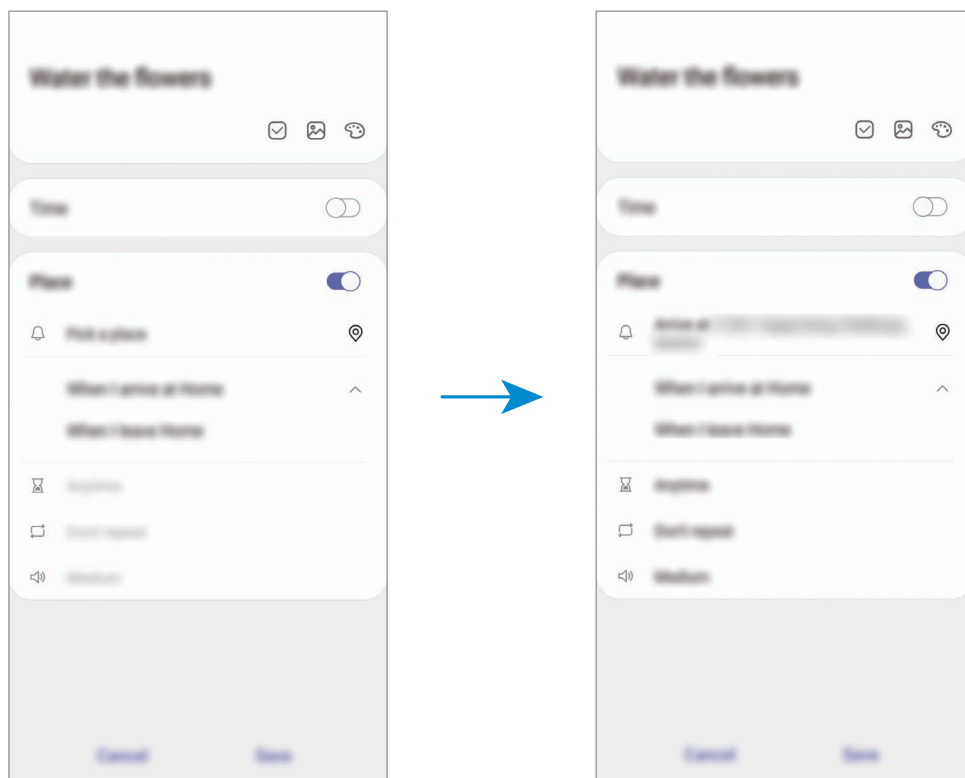 Water the flowers
Time
Place
Pick a place
When I arrive at Home
When I leave Home
Anytime
Don't repeat
Medium
Cancel Save
Water the flowers
Time
Place
Arrive at
When I arrive at Home
When I leave Home
Anytime
Don't repeat
Medium
Cancel Save